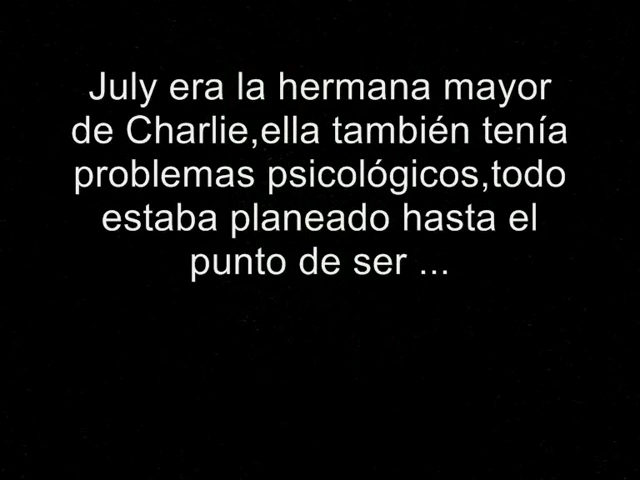 July era la hermana mayor
de Charlie,ella también tenía
problemas psicológicos,todo
estaba planeado hasta el
punto de ser ...